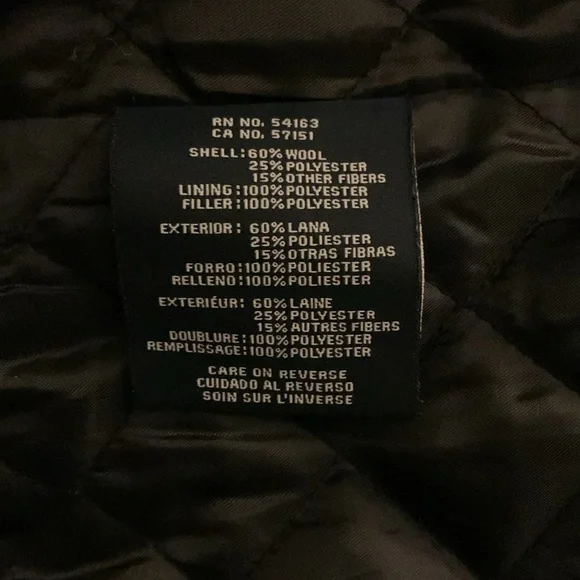 RN NO. 54163
CA NO. 57151
SHELL:60%WOOL
25%POLYESTER
15%OTHER FIBERS
LINING:100%POLYESTER
FILLER:100%POLYESTER
EXTERIOR: 60%LANA
25%POLIESTER
15%OTRAS FIBRAS
FORRO:100%POLIESTER
RELLENO:100%POLIESTER
EXTERIÉUR: 60%LAINE
25%POLYESTER
15%AUTRES FIBERS
DOUBLURE:100%POLYESTER
REMPLISSAGE:100%POLYESTER
CARE ON REVERSE
CUIDADO AL REVERSO
SOIN SUR L'INVERSE